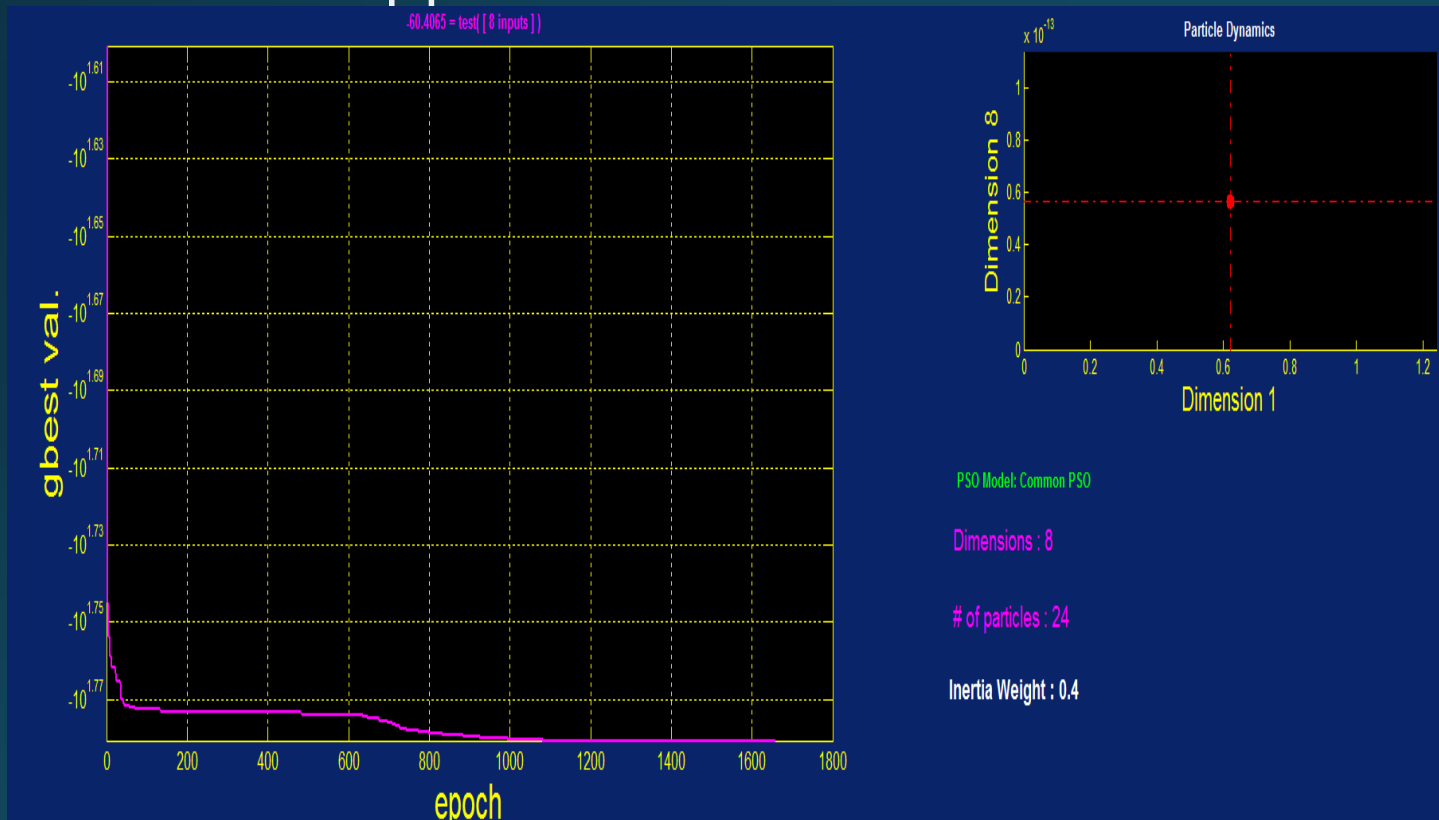 -60.4065 = test( [ 8 inputs ] )
-10^1.61
-10^1.63
-10^1.65
-10^1.67
-10^1.69
-10^1.71
-10^1.73
-10^1.75
-10^1.77
gbest val.
0 200 400 600 800 1000 1200 1400 1600 1800
epoch
Particle Dynamics
x 10^-13
1
0.8
0.6
0.4
0.2
0
Dimension 8
0 0.2 0.4 0.6 0.8 1 1.2
Dimension 1
PSO Model: Common PSO
Dimensions : 8
# of particles : 24
Inertia Weight : 0.4